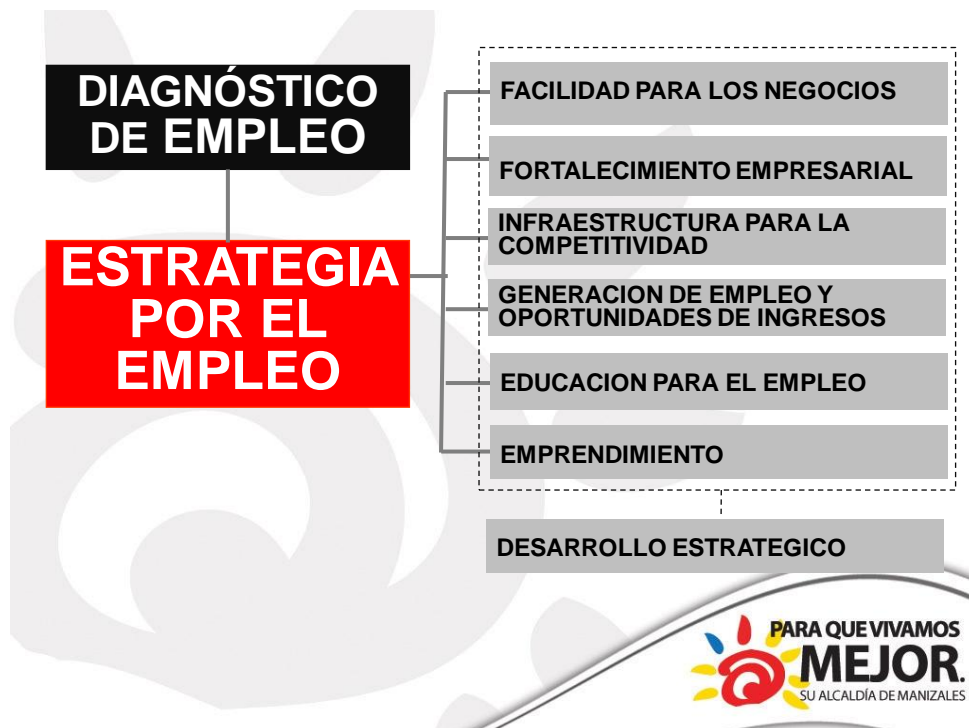 DIAGNÓSTICO
DE EMPLEO
ESTRATEGIA
POR EL
EMPLEO
FACILIDAD PARA LOS NEGOCIOS
FORTALECIMIENTO EMPRESARIAL
INFRAESTRUCTURA PARA LA
COMPETITIVIDAD
GENERACION DE EMPLEO Y
OPORTUNIDADES DE INGRESOS
EDUCACION PARA EL EMPLEO
EMPRENDIMIENTO
DESARROLLO ESTRATEGICO
PARA QUE VIVAMOS
MEJOR.
SU ALCALDÍA DE MANIZALES